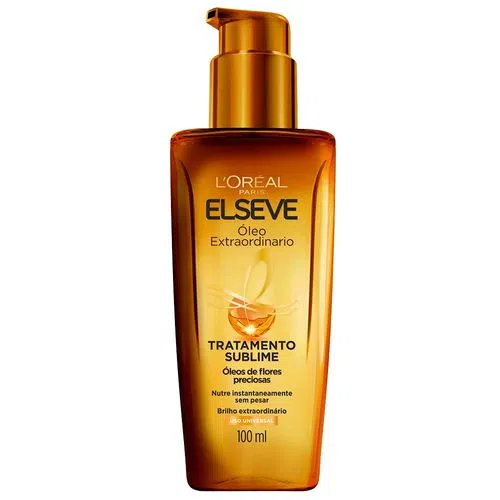 L'ORÉAL
PARIS
ELSEVE
Óleo
Extraordinario
TRATAMENTO
SUBLIME
Óleos de flores
preciosas
Nutre instantaneamente
sem pesar
Brilho extraordinário
USO UNIVERSAL
100 ml